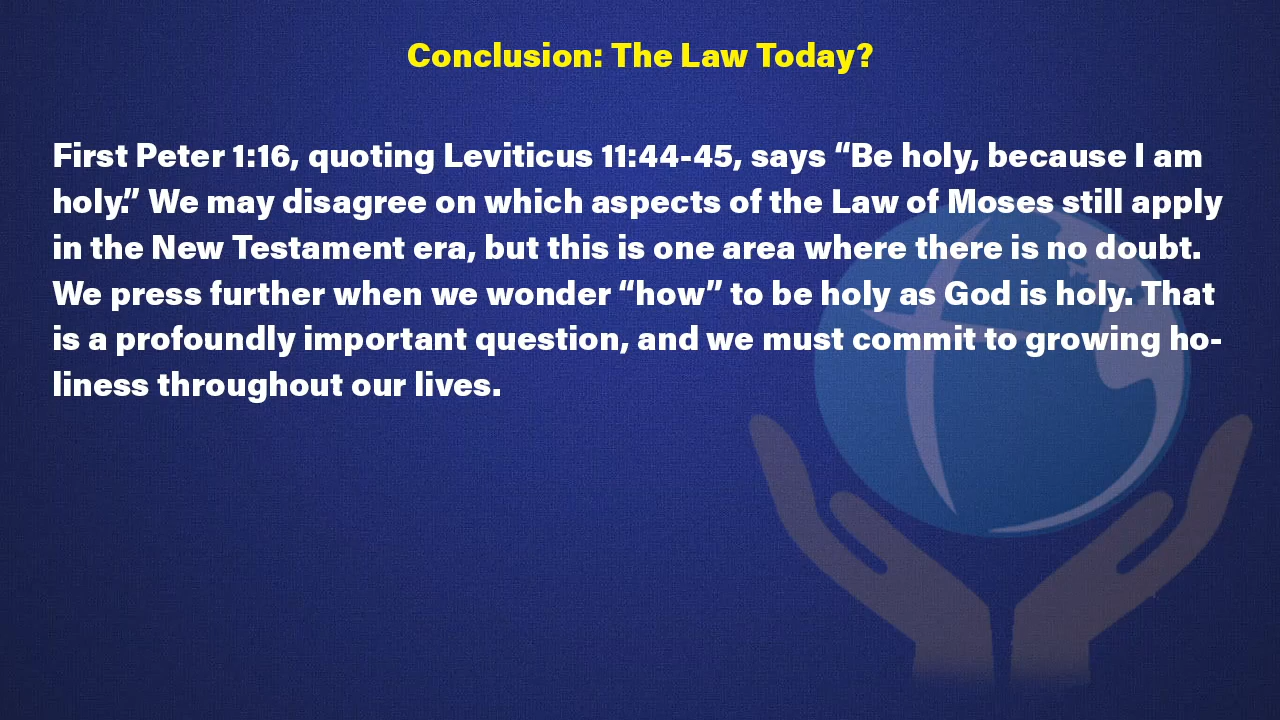 Conclusion: The Law Today?
First Peter 1:16, quoting Leviticus 11:44-45, says “Be holy, because I am
holy.” We may disagree on which aspects of the Law of Moses still apply
in the New Testament era, but this is one area where there is no doubt.
We press further when we wonder “how” to be holy as God is holy. That
is a profoundly important question, and we must commit to growing ho-
liness throughout our lives.